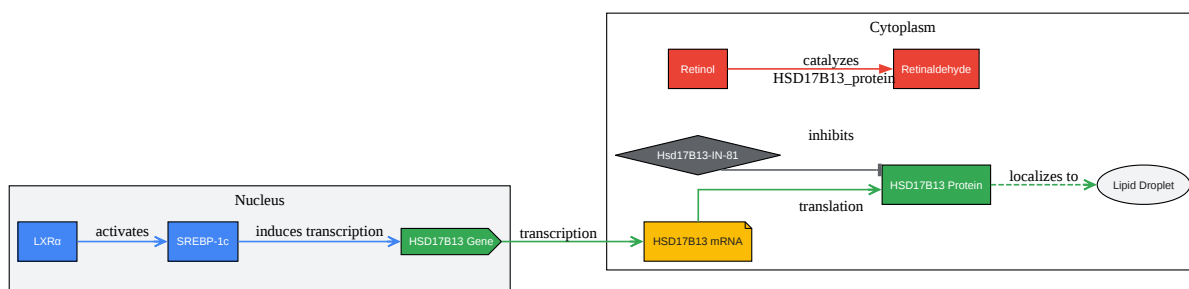 Cytoplasm
catalyzes
Retinol
Retinaldehyde
HSD17B13_protein
inhibits
Hsd17B13-IN-81
HSD17B13 Protein
localizes to
Lipid Droplet
translation
Nucleus
LXRα
activates
SREBP-1c
induces transcription
HSD17B13 Gene
transcription
HSD17B13 mRNA